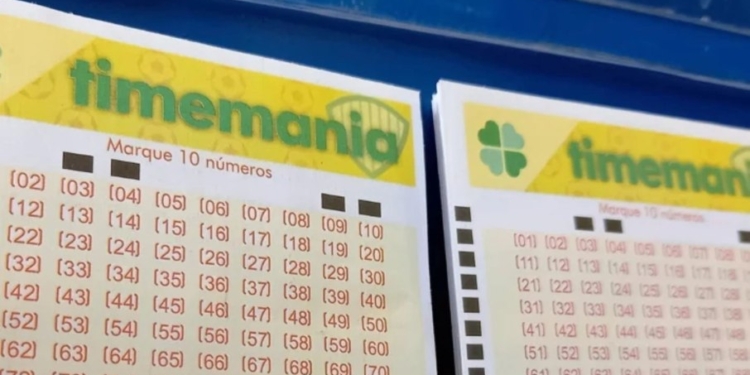 timemania
Marque 10 números
(02) (03) (04) (05) (06) (07) (08) (09) (10)
(12) (13) (14) (15) (16) (17) (18) (19) (20)
(22) (23) (24) (25) (26) (27) (28) (29) (30)
(32) (33) (34) (35) (36) (37) (38) (39) (40)
(42) (43) (44) (45) (46) (47) (48) (49) (50)
(52) (53) (54) (55) (56) (57) (58) (59) (60)
(62) (63) (64) (65) (66) (67) (68) (69) (70)
timeman
Marque 10 números
(01) (02) (03) (04) (05) (06) (07) (08)
(11) (12) (13) (14) (15) (16) (17) (18)
(21) (22) (23) (24) (25) (26) (27) (28)
(31) (32) (33) (34) (35) (36) (37) (38)
(41) (42) (43) (44) (45) (46) (47) (48)
(51) (52) (53) (54) (55) (56) (57) (58)